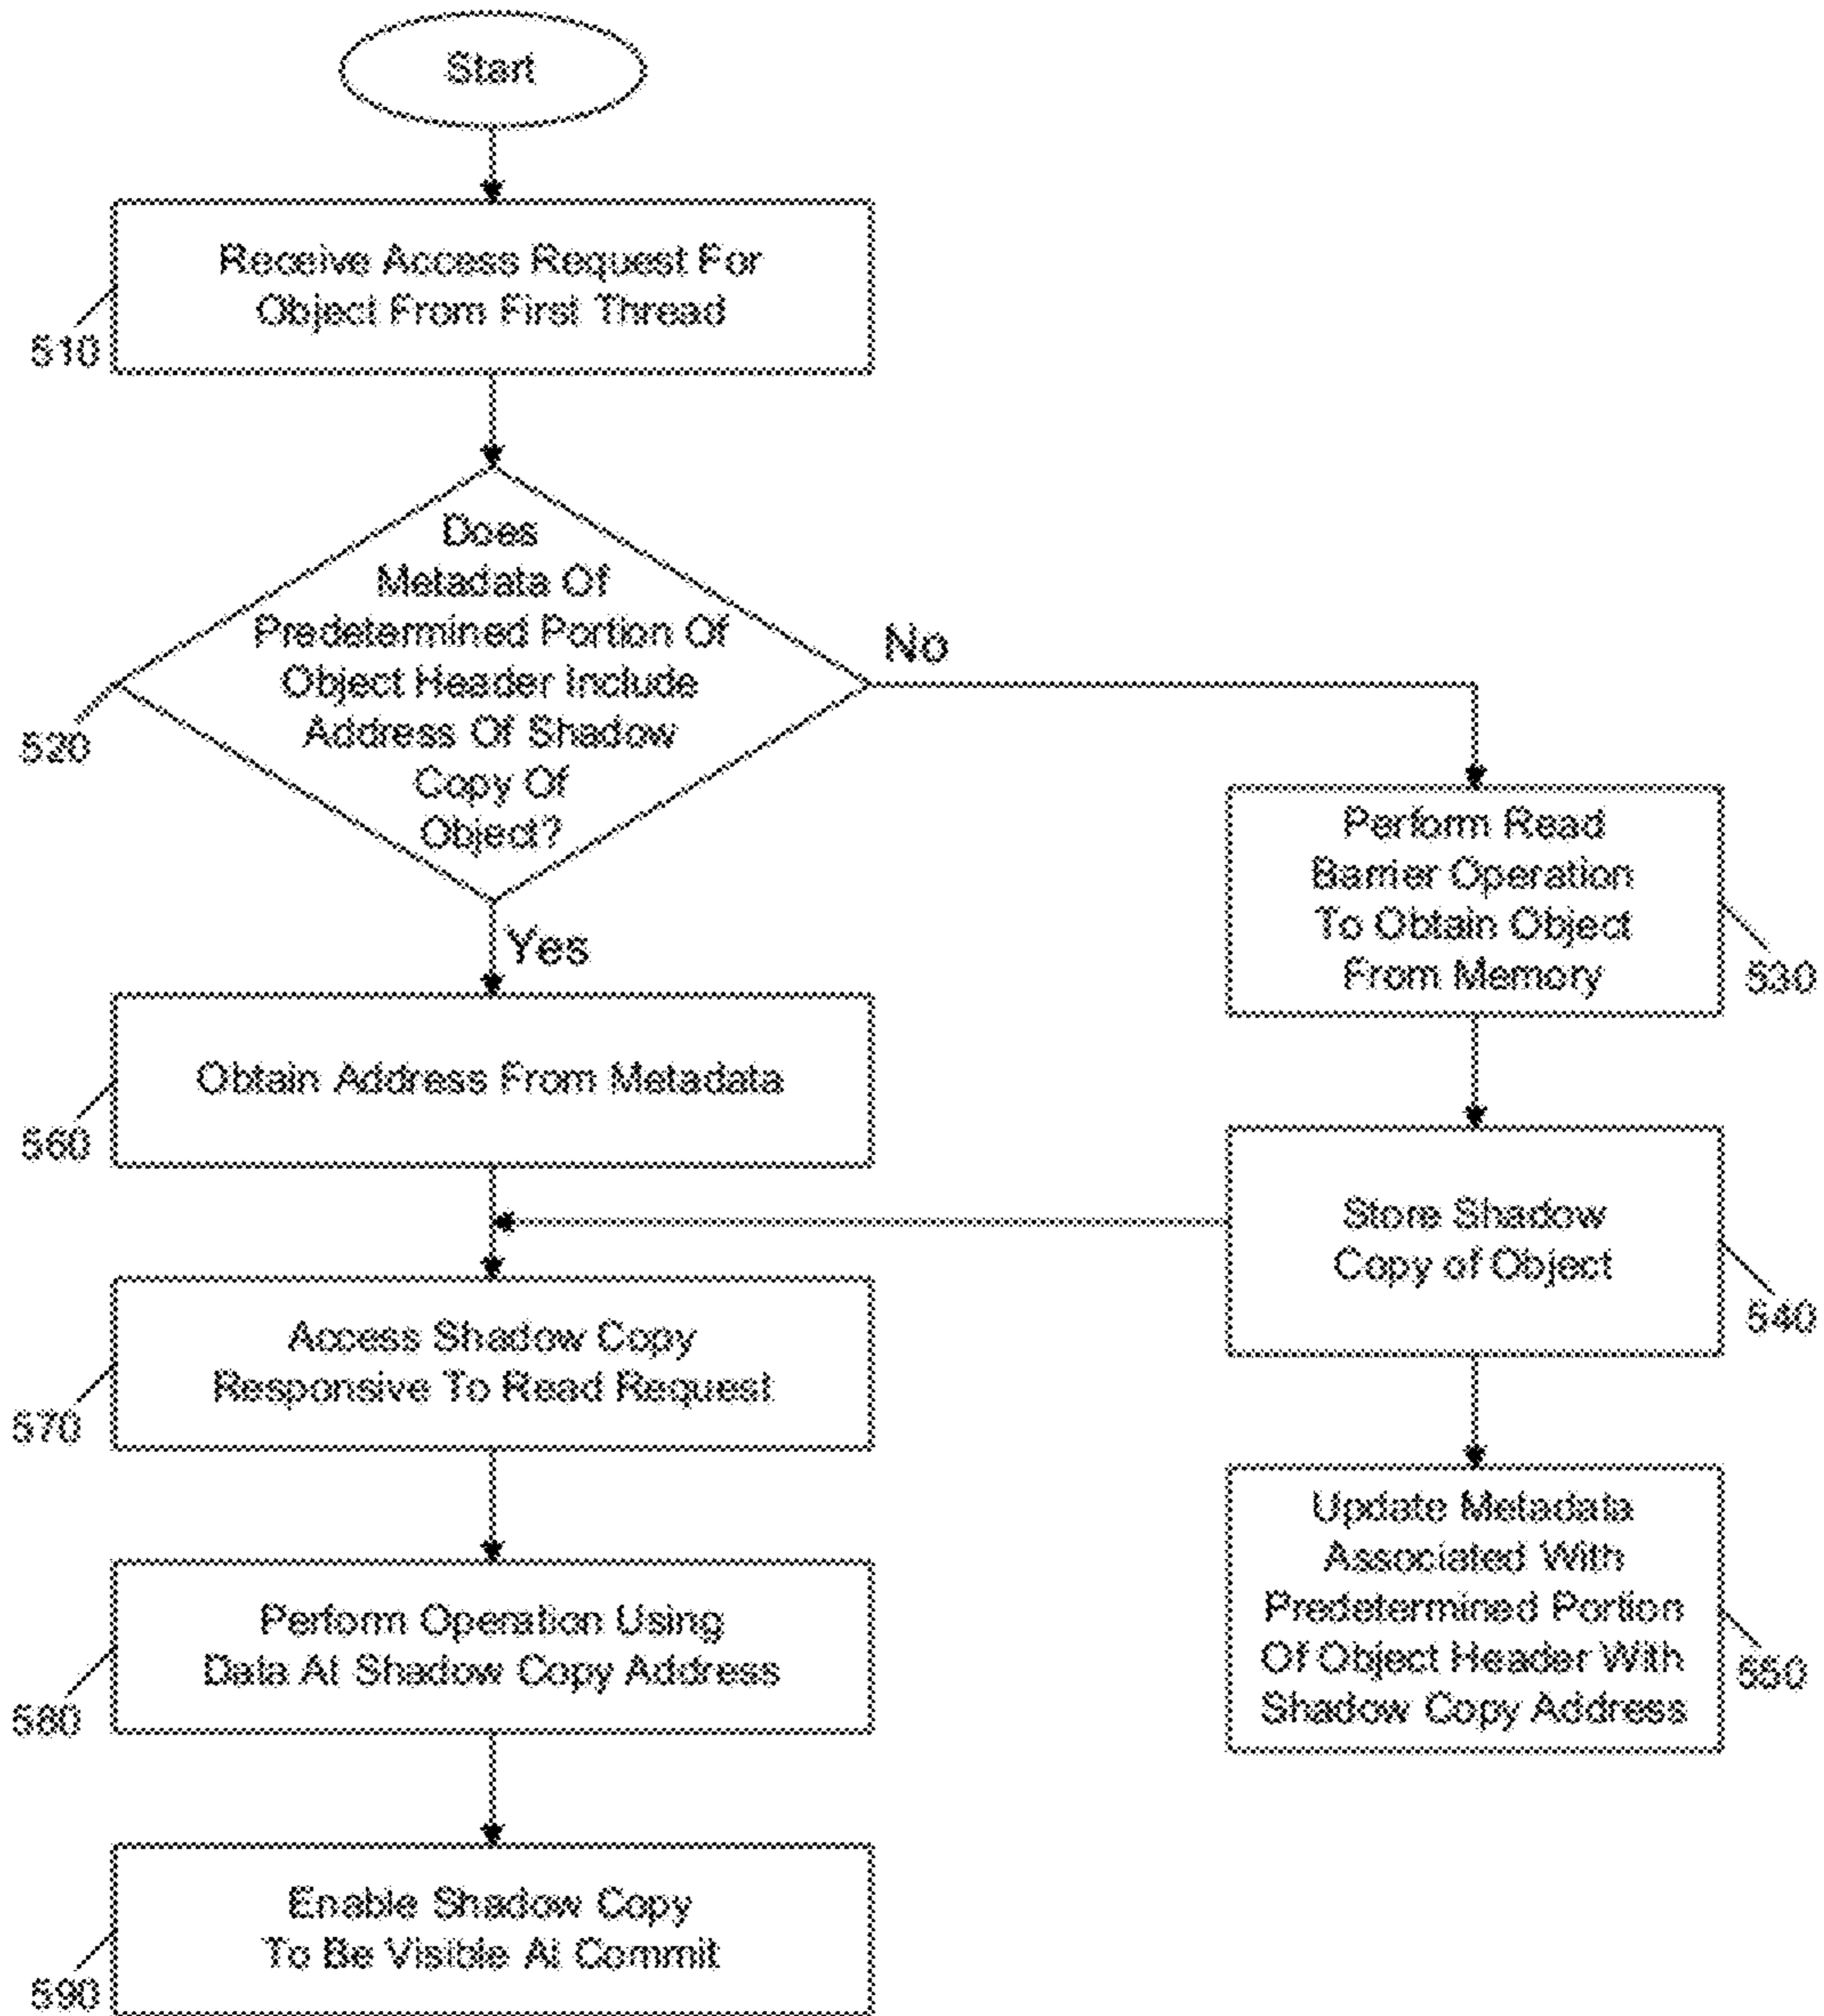 Start
Receive Access Request For
Object From First Thread
510
Does
Metadata Of
Predetermined Portion Of
Object Header Include
Address Of Shadow
Copy Of
Object?
520
No
Yes
Perform Read
Barrier Operation
To Obtain Object
From Memory
530
Obtain Address From Metadata
560
Store Shadow
Copy of Object
540
Access Shadow Copy
Responsive To Read Request
570
Update Metadata
Associated With
Predetermined Portion
Of Object Header With
Shadow Copy Address
550
Perform Operation Using
Data At Shadow Copy Address
580
Enable Shadow Copy
To Be Visible At Commit
590